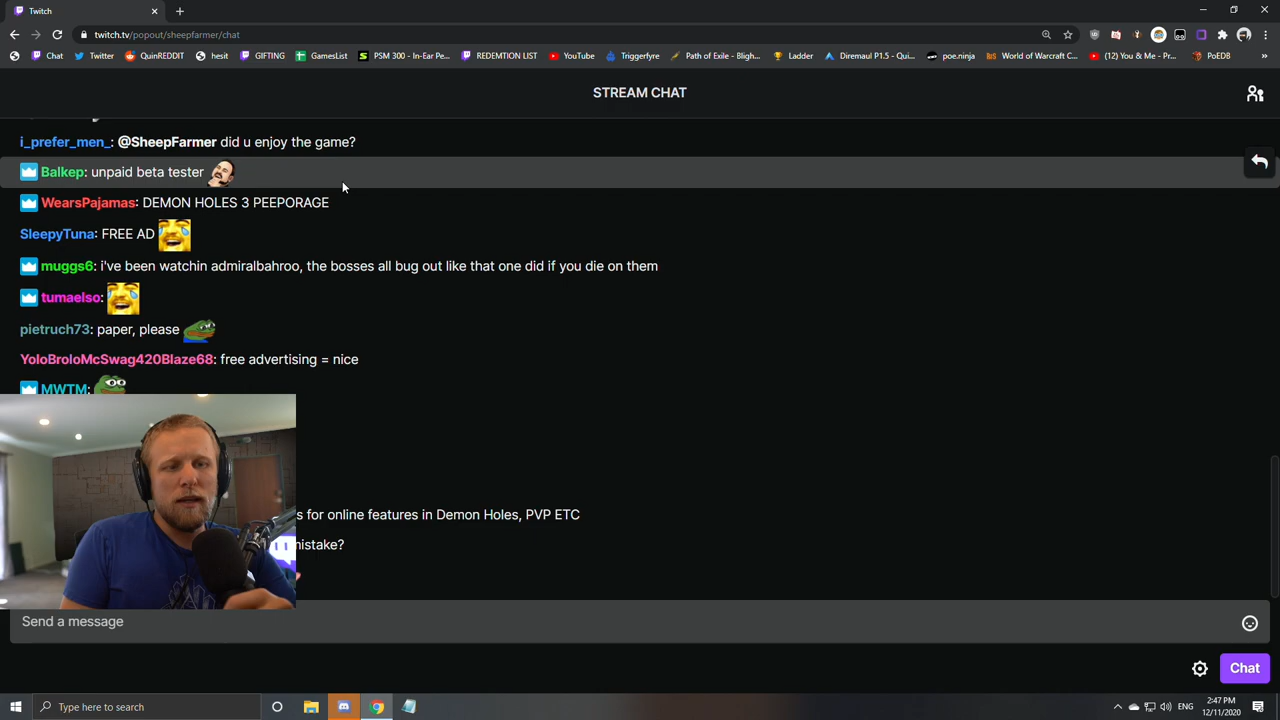 Twitch
twitch.tv/popout/sheepfarmer/chat
Chat Twitter QuinREDDIT hesit GIFTING GamesList PSM 300 - In-Ear Pe... REDEMTION LIST YouTube Triggerfyre Path of Exile - Bligh... Ladder Diremaul P1.5 - Qui... poe.ninja World of Warcraft C... (12) You & Me - Pr... PoEDB
STREAM CHAT
i_prefer_men_: @SheepFarmer did u enjoy the game?
Balkep: unpaid beta tester
WearsPajamas: DEMON HOLES 3 PEEPORAGE
SleepyTuna: FREE AD
muggs6: i've been watchin admiralbahroo, the bosses all bug out like that one did if you die on them
tumaelso:
pietruch73: paper, please
YoloBroloMcSwag420Blaze68: free advertising = nice
MWTM:
s for online features in Demon Holes, PVP ETC
mistake?
Send a message
Chat
Type here to search
ENG
2:47 PM
12/11/2020